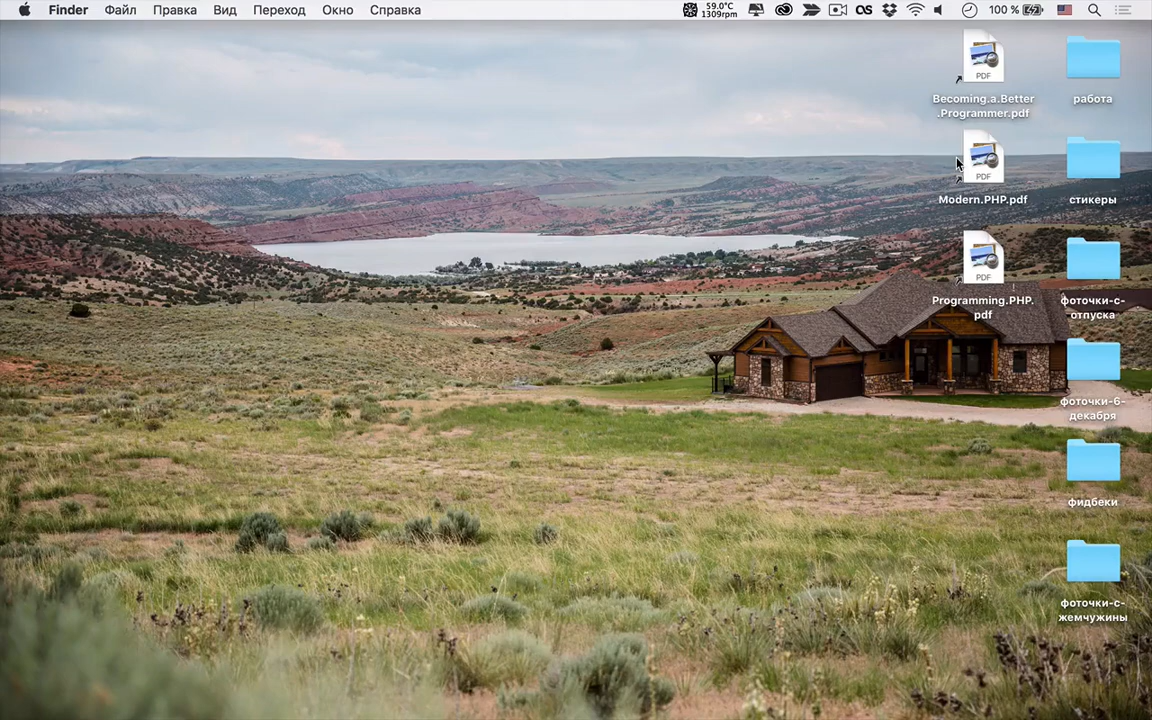 Finder Файл Правка Вид Переход Окно Справка 59.0°C 100 %
1309rpm
PDF
Becoming.a.Better
.Programmer.pdf
работа
PDF
Modern.PHP.pdf
стикеры
PDF
Programming.PHP.
pdf
фоточки-с-
отпуска
фоточки-6-
декабря
фидбеки
фоточки-с-
жемчужины